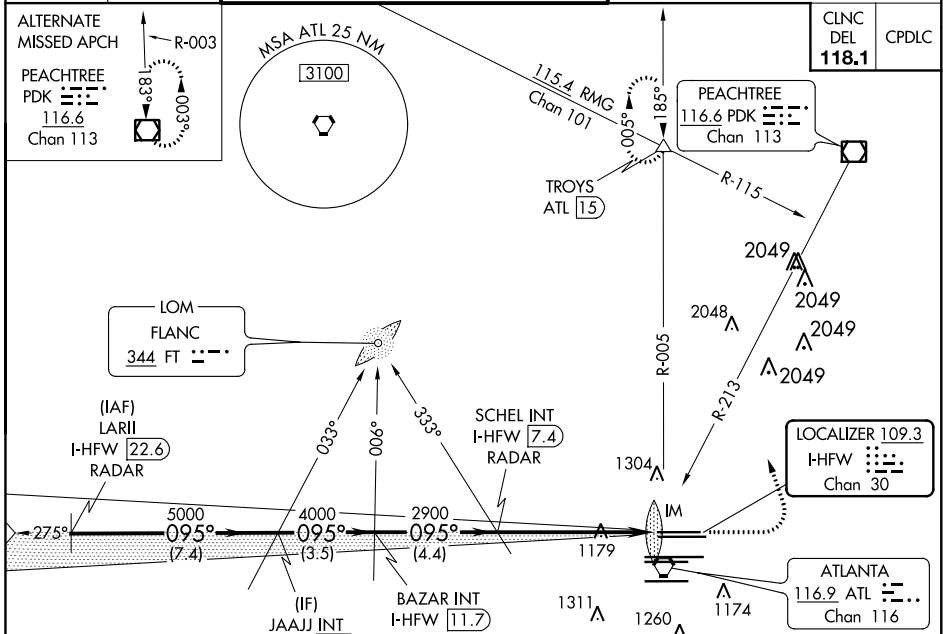 ALTERNATE
MISSED APCH
R-003
183°
003°
PEACHTREE
PDK
116.6
Chan 113
MSA ATL 25 NM
3100
115.4 RMG
Chan 101
005°
185°
TROYS
ATL 15
PEACHTREE
116.6 PDK
Chan 113
CLNC
DEL
118.1
CPDLC
R-115
2049
2049
2048
2049
2049
R-005
R-213
LOM
FLANC
344 FT
033°
006°
333°
(IAF)
LARII
I-HFW 22.6
RADAR
SCHEL INT
I-HFW 7.4
RADAR
1304
LOCALIZER 109.3
I-HFW
Chan 30
IM
275°
5000
095°
(7.4)
4000
095°
(3.5)
2900
095°
(4.4)
1179
(IF)
JAAJJ INT
BAZAR INT
I-HFW 11.7
1311
1260
1174
ATLANTA
116.9 ATL
Chan 116